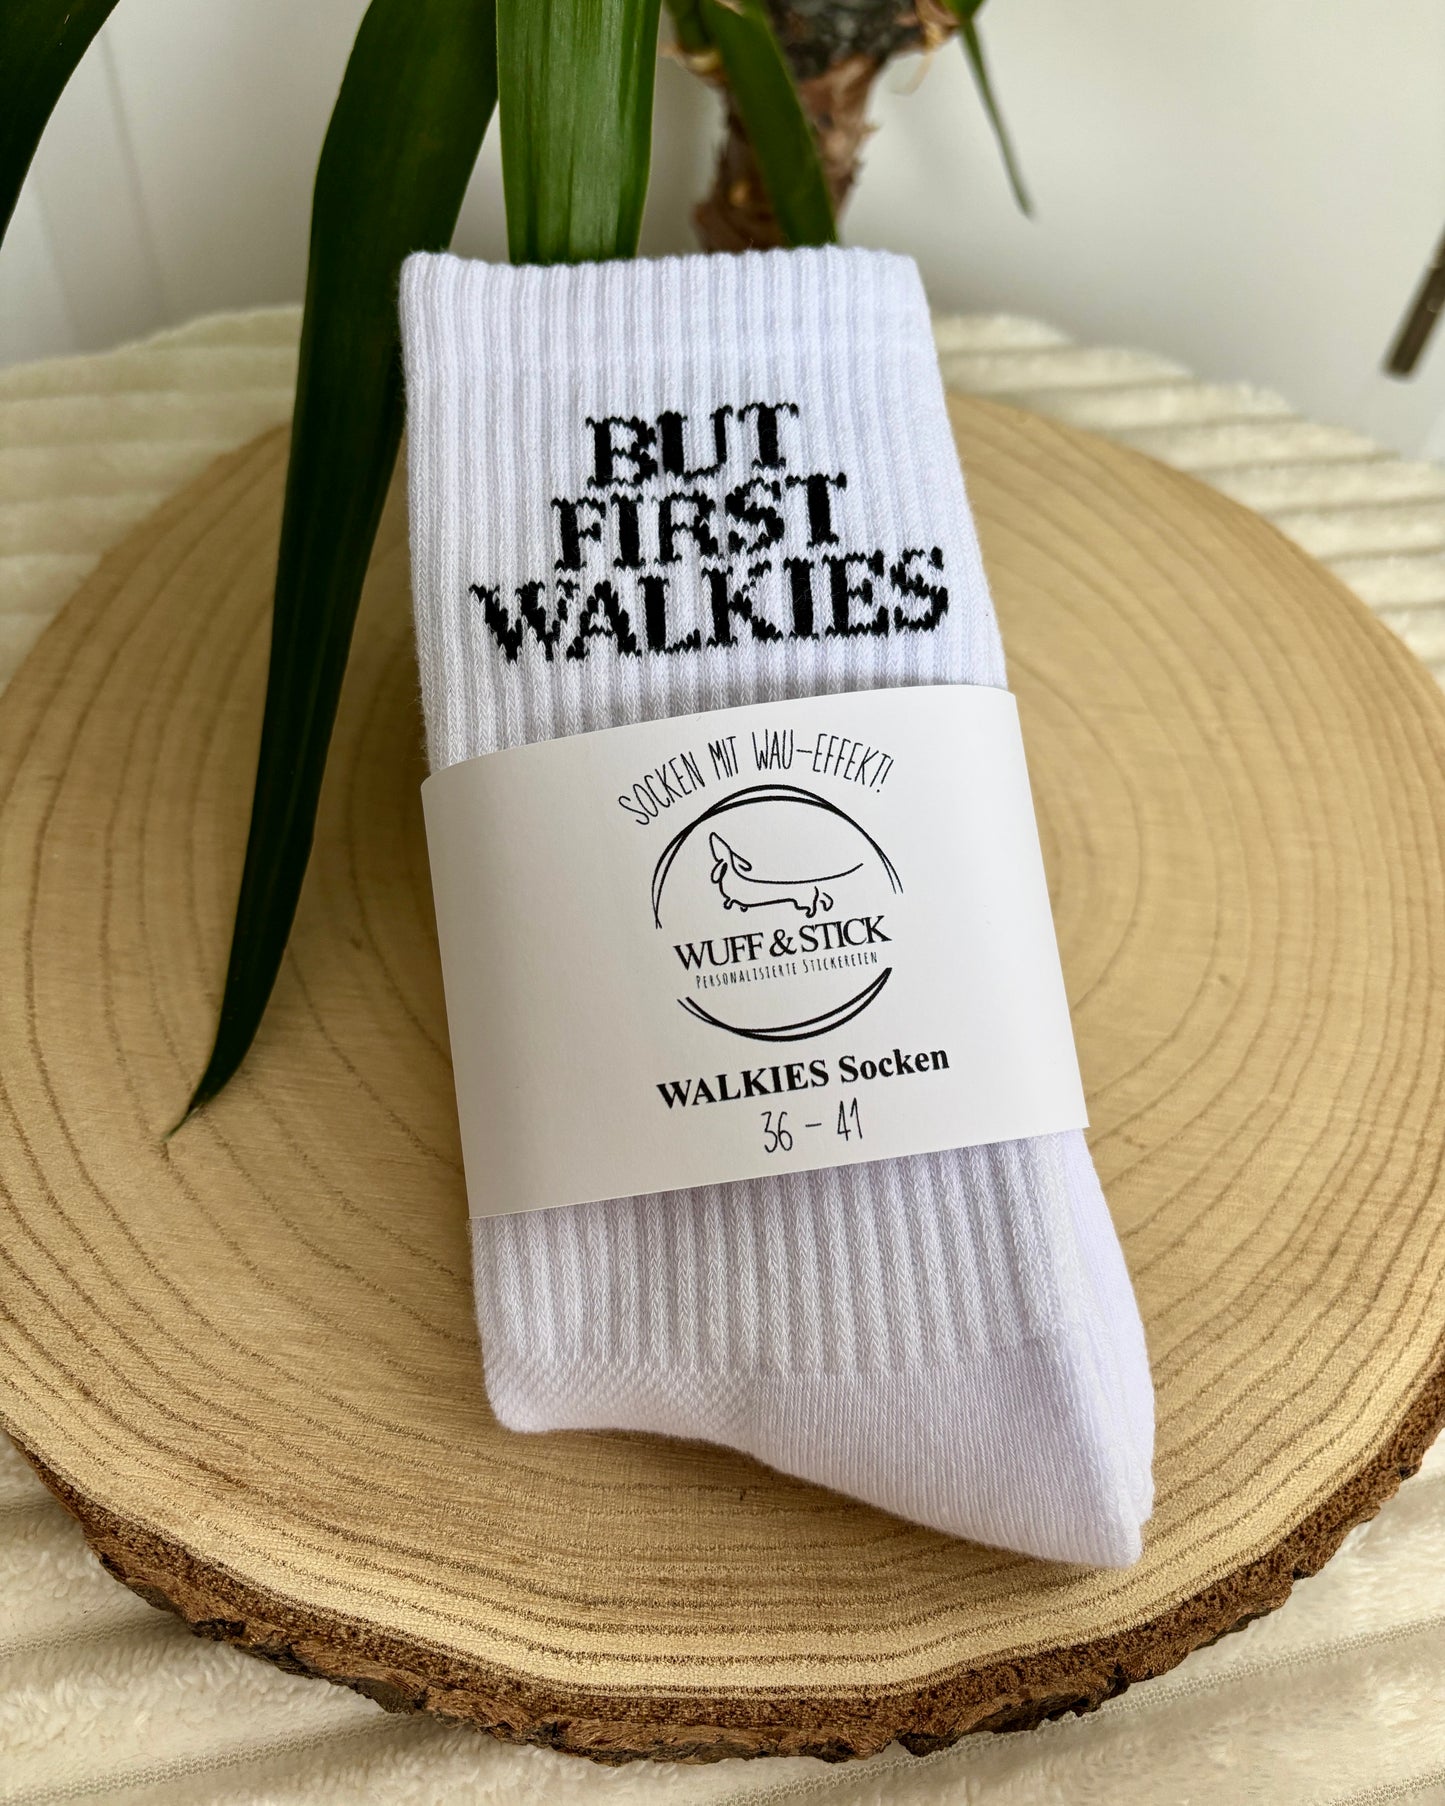 BUT
FIRST
WALKIES
SOCKEN MIT WAU-EFFEKT!
WUFF & STICK
PERSONALISIERTE STICKEREIEN
WALKIES Socken
36 - 41